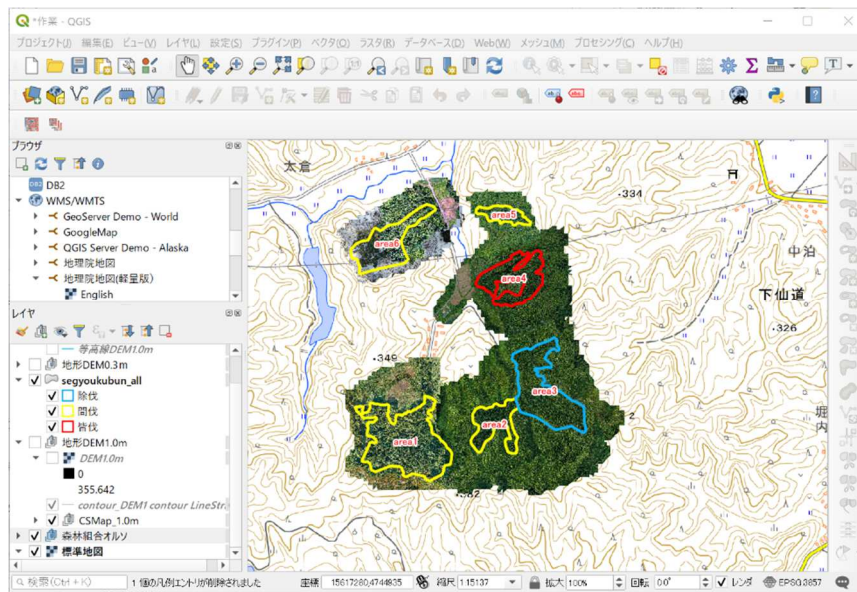 *作業 - QGIS
プロジェクト(J) 編集(E) ビュー(V) レイヤ(L) 設定(S) プラグイン(P) ベクタ(O) ラスタ(R) データベース(D) Web(W) メッシュ(M) プロセシング(C) ヘルプ(H)
ブラウザ
DB2
WMS/WMTS
GeoServer Demo - World
GoogleMap
QGIS Server Demo - Alaska
地理院地図
地理院地図(軽量版)
English
レイヤ
等高線DEM1.0m
地形DEM0.3m
segyoukubun_all
除伐
間伐
皆伐
地形DEM1.0m
DEM1.0m
0
355.642
contour_DEM1 contour LineStr
CSMap_1.0m
森林組合オルソ
標準地図
太倉
334
area6
area5
area4
中泊
下仙道
326
349
area3
area1
area2
堀内
検索(Ctrl + K)
1 個の凡例エントリが削除されました
座標 15617280,4744835
縮尺 1:15137
拡大 100%
回転 0.0°
レンダ
EPSG:3857